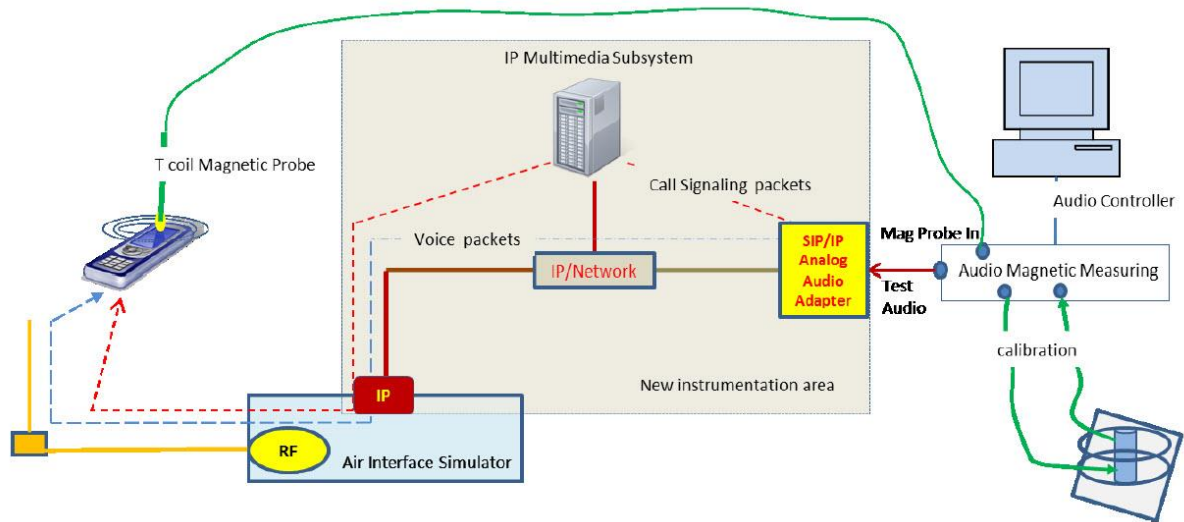 IP Multimedia Subsystem
T coil Magnetic Probe
Call Signaling packets
Audio Controller
Voice packets
Mag Probe In
SIP/IP
Analog
Audio
Adapter
IP/Network
Audio Magnetic Measuring
Test
Audio
calibration
IP
New instrumentation area
RF
Air Interface Simulator